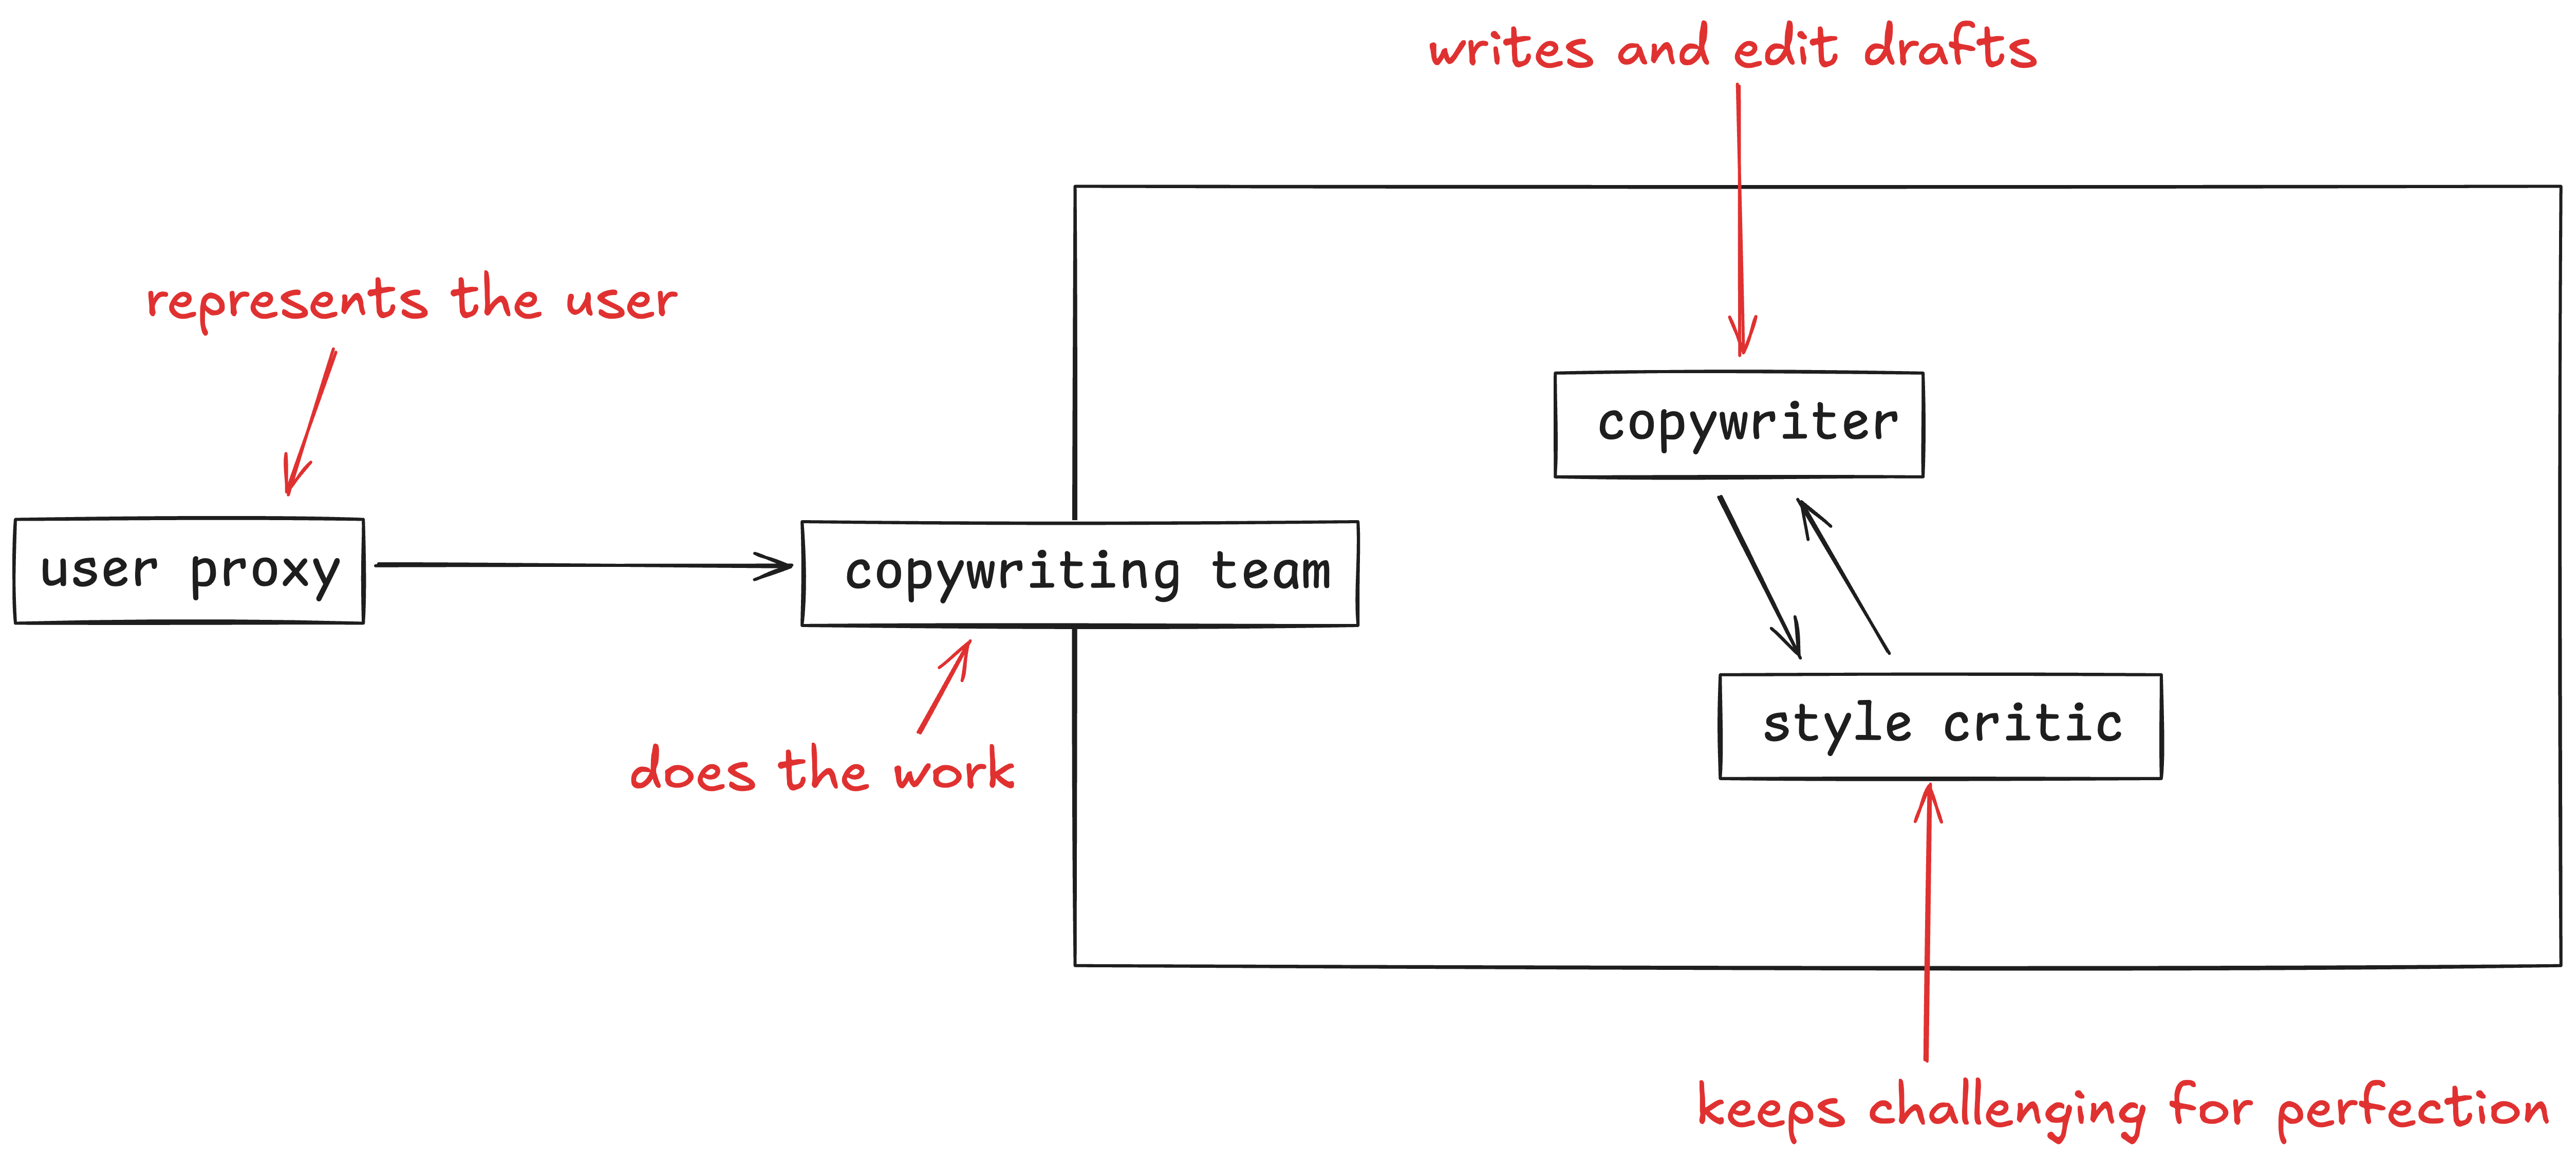 writes and edit drafts
represents the user
copywriter
user proxy
copywriting team
style critic
does the work
keeps challenging for perfection